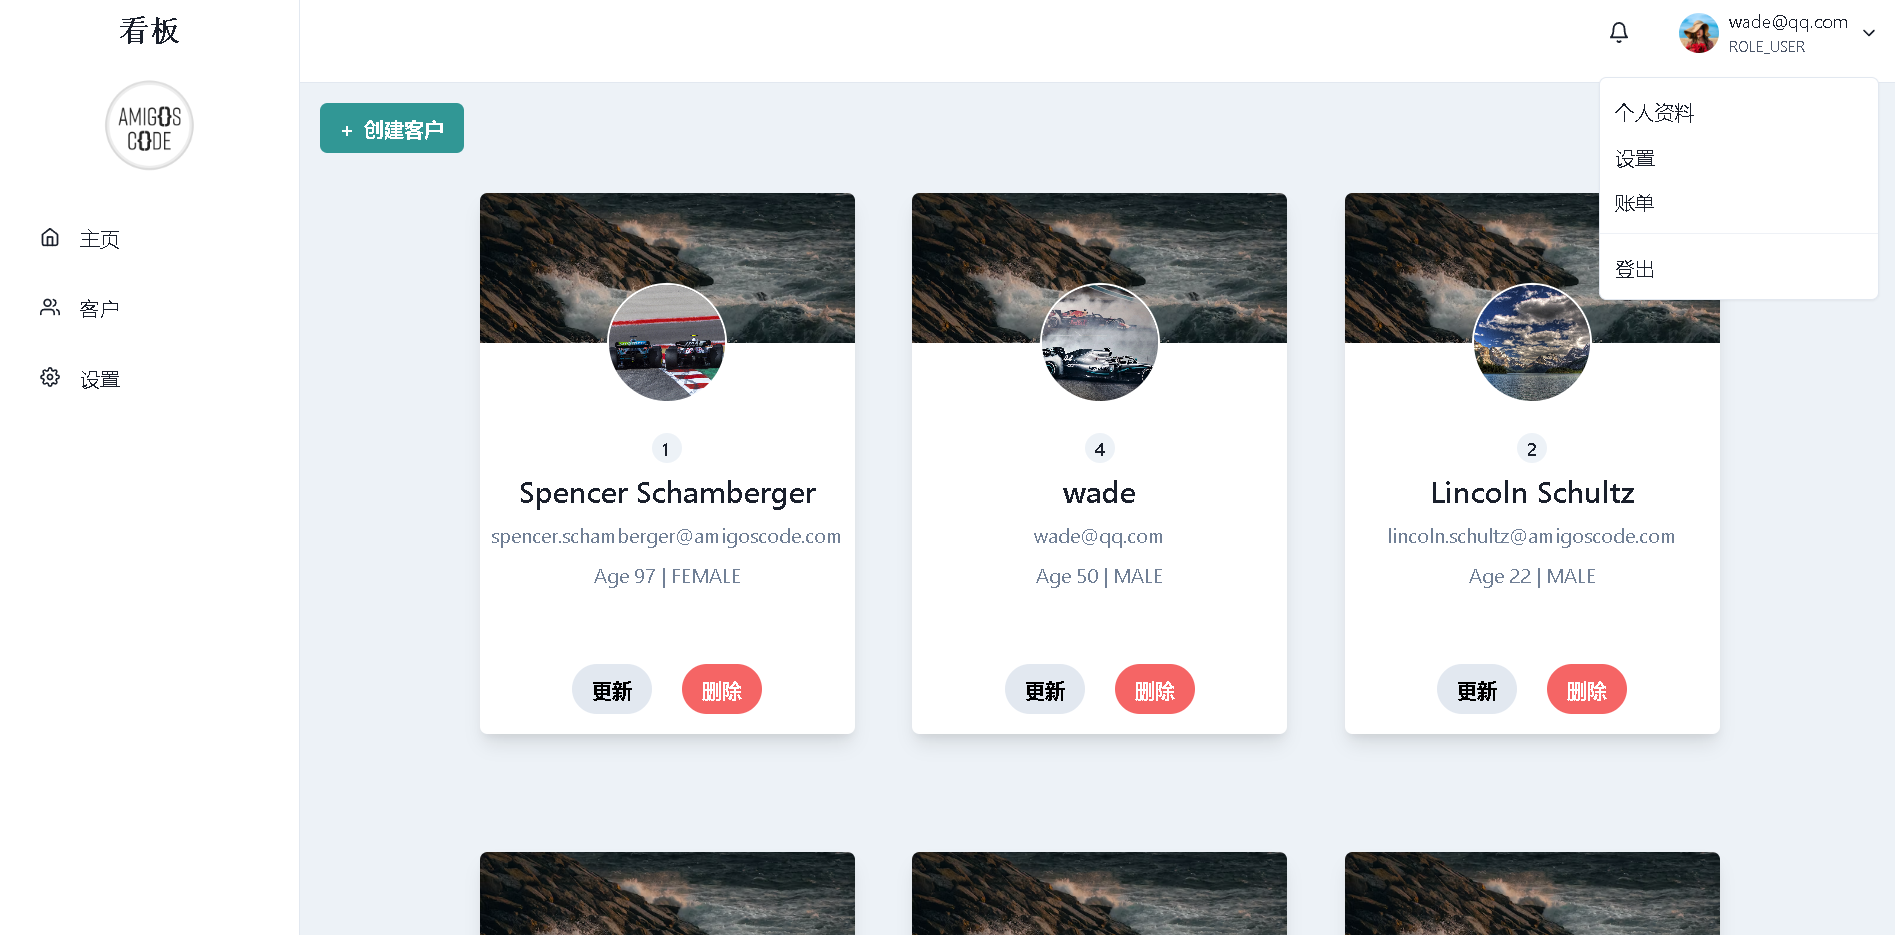 看板
AMIGOS
CODE
主页
客户
设置
wade@qq.com
ROLE_USER
个人资料
设置
账单
登出
+ 创建客户
1
Spencer Schamberger
spencer.schamberger@amigoscode.com
Age 97 | FEMALE
更新 删除
4
wade
wade@qq.com
Age 50 | MALE
更新 删除
2
Lincoln Schultz
lincoln.schultz@amigoscode.com
Age 22 | MALE
更新 删除